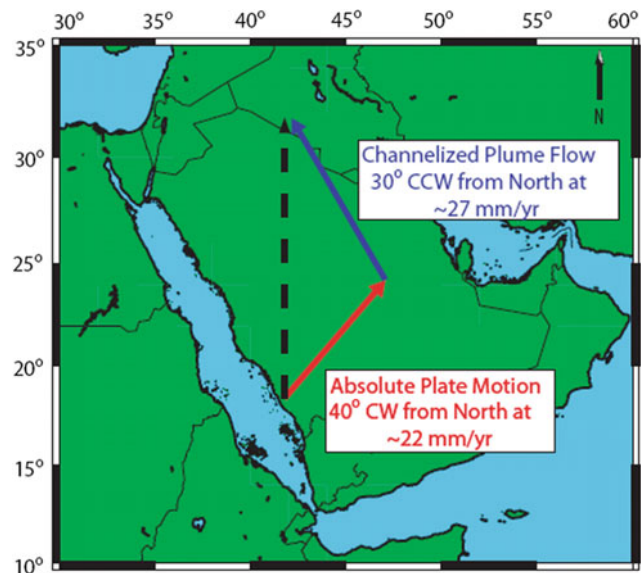 30° 35° 40° 45° 50° 55° 60°
35°
N
30°
Channelized Plume Flow
30° CCW from North at
~27 mm/yr
25°
20°
Absolute Plate Motion
40° CW from North at
~22 mm/yr
15°
10°